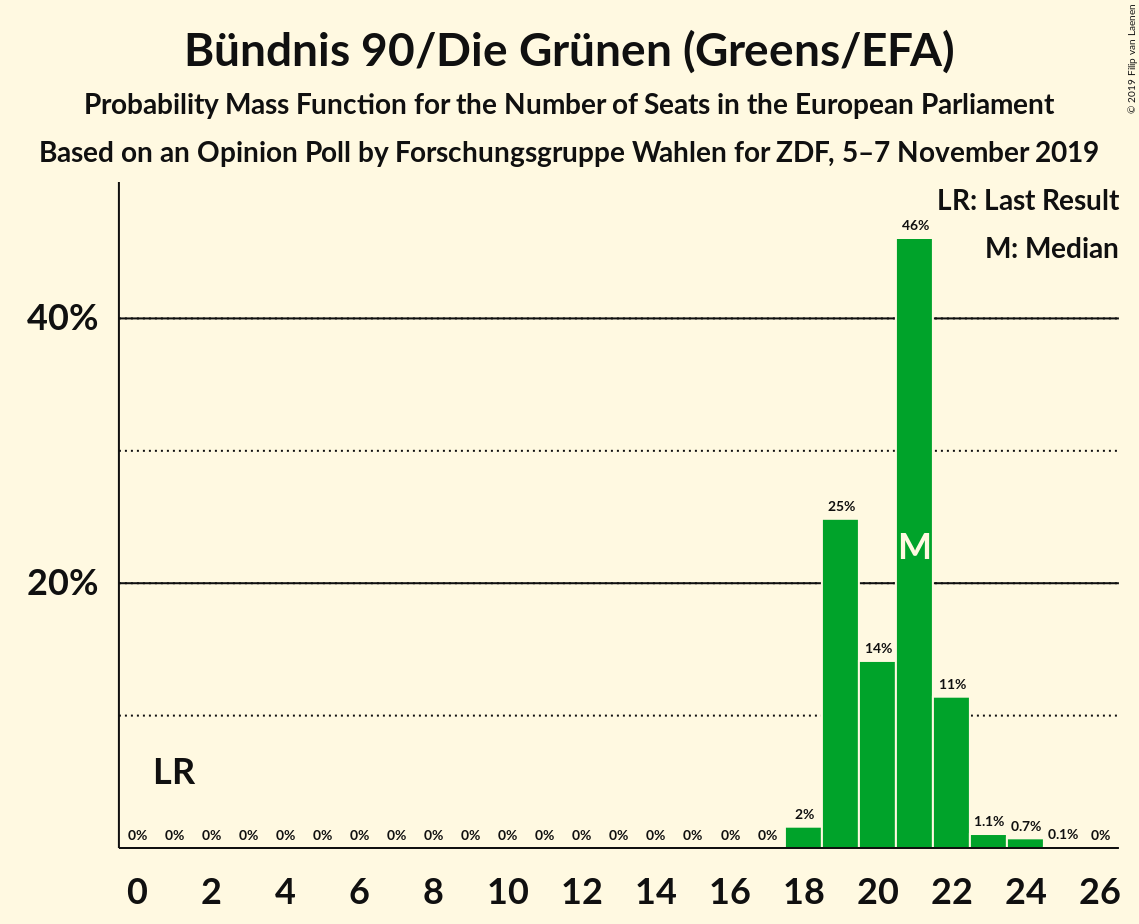 Bündnis 90/Die Grünen (Greens/EFA)
Probability Mass Function for the Number of Seats in the European Parliament
Based on an Opinion Poll by Forschungsgruppe Wahlen for ZDF, 5–7 November 2019
© 2019 Filip van Laenen
LR: Last Result
M: Median
46%
40%
25%
M
20%
14%
11%
LR
0% 0% 0% 0% 0% 0% 0% 0% 0% 0% 0% 0% 0% 0% 0% 0% 0% 0% 2% 1.1% 0.7% 0.1% 0%
0 2 4 6 8 10 12 14 16 18 20 22 24 26